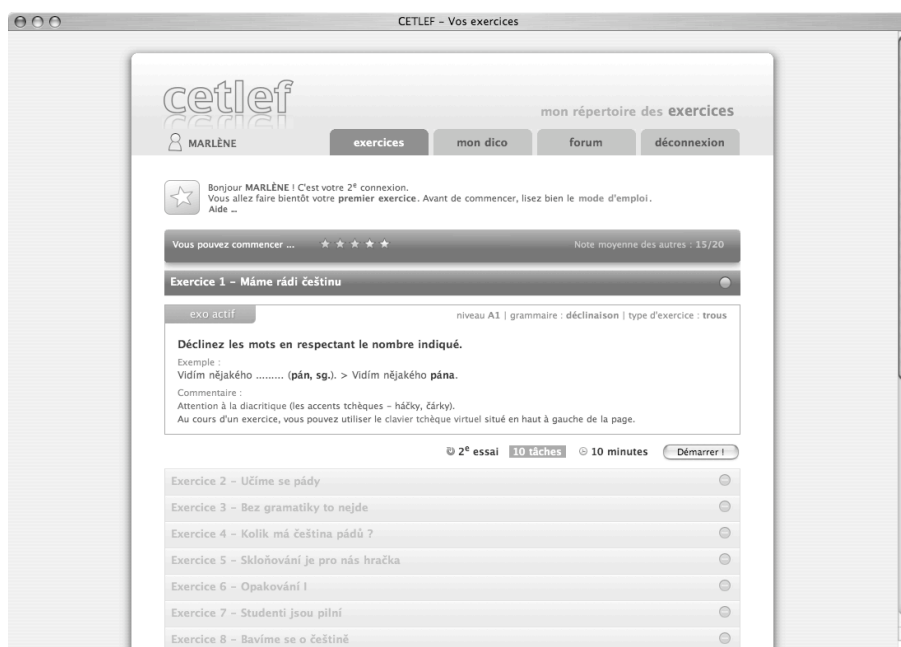 CETLEF – Vos exercices
cetlef
mon répertoire des exercices
MARLÈNE
exercices
mon dico
forum
déconnexion
Bonjour MARLÈNE ! C'est votre 2e connexion.
Vous allez faire bientôt votre premier exercice. Avant de commencer, lisez bien le mode d'emploi.
Aide ...
Vous pouvez commencer ...
Note moyenne des autres : 15/20
Exercice 1 – Máme rádi češtinu
exo actif
niveau A1 | grammaire : déclinaison | type d'exercice : trous
Déclinez les mots en respectant le nombre indiqué.
Exemple :
Vidím nějakého ......... (pán, sg.). > Vidím nějakého pána.
Commentaire :
Attention à la diacritique (les accents tchèques – háčky, čárky).
Au cours d'un exercice, vous pouvez utiliser le clavier tchèque virtuel situé en haut à gauche de la page.
2e essai 10 tâches 10 minutes Démarrer !
Exercice 2 – Učíme se pády
Exercice 3 – Bez gramatiky to nejde
Exercice 4 – Kolik má čeština pádů ?
Exercice 5 – Skloňování je pro nás hračka
Exercice 6 – Opakování I
Exercice 7 – Studenti jsou pilní
Exercice 8 – Bavíme se o češtině